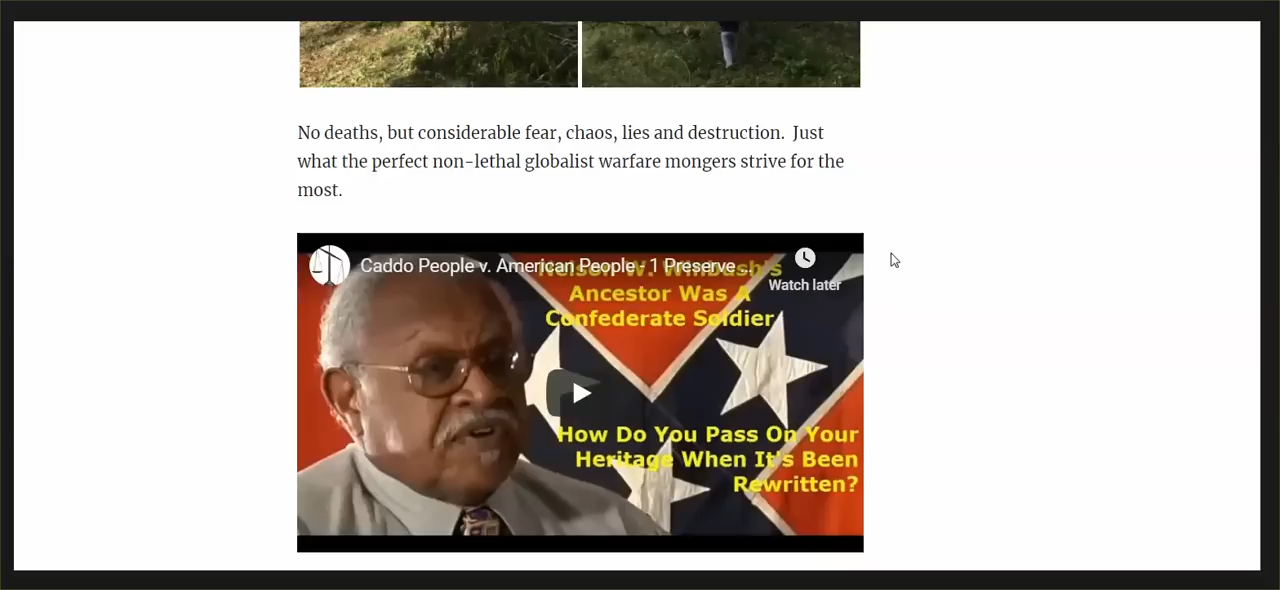 No deaths, but considerable fear, chaos, lies and destruction.  Just
what the perfect non-lethal globalist warfare mongers strive for the
most.
Caddo People v. American People - 1 Preserve...
Nelson W. Winbush's
Watch later
Ancestor Was A
Confederate Soldier
How Do You Pass On Your
Heritage When It's Been
Rewritten?